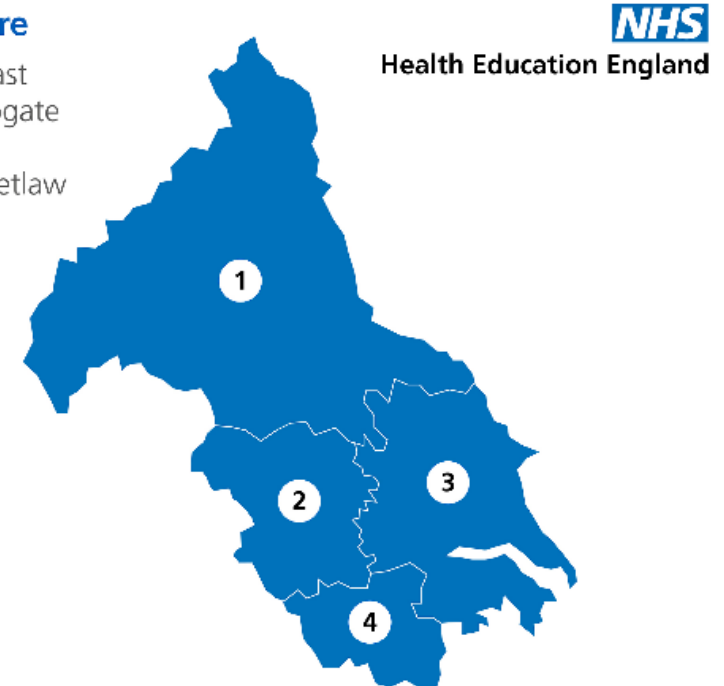 re
NHS
Health Education England
ast
ogate
etlaw
1
2
3
4